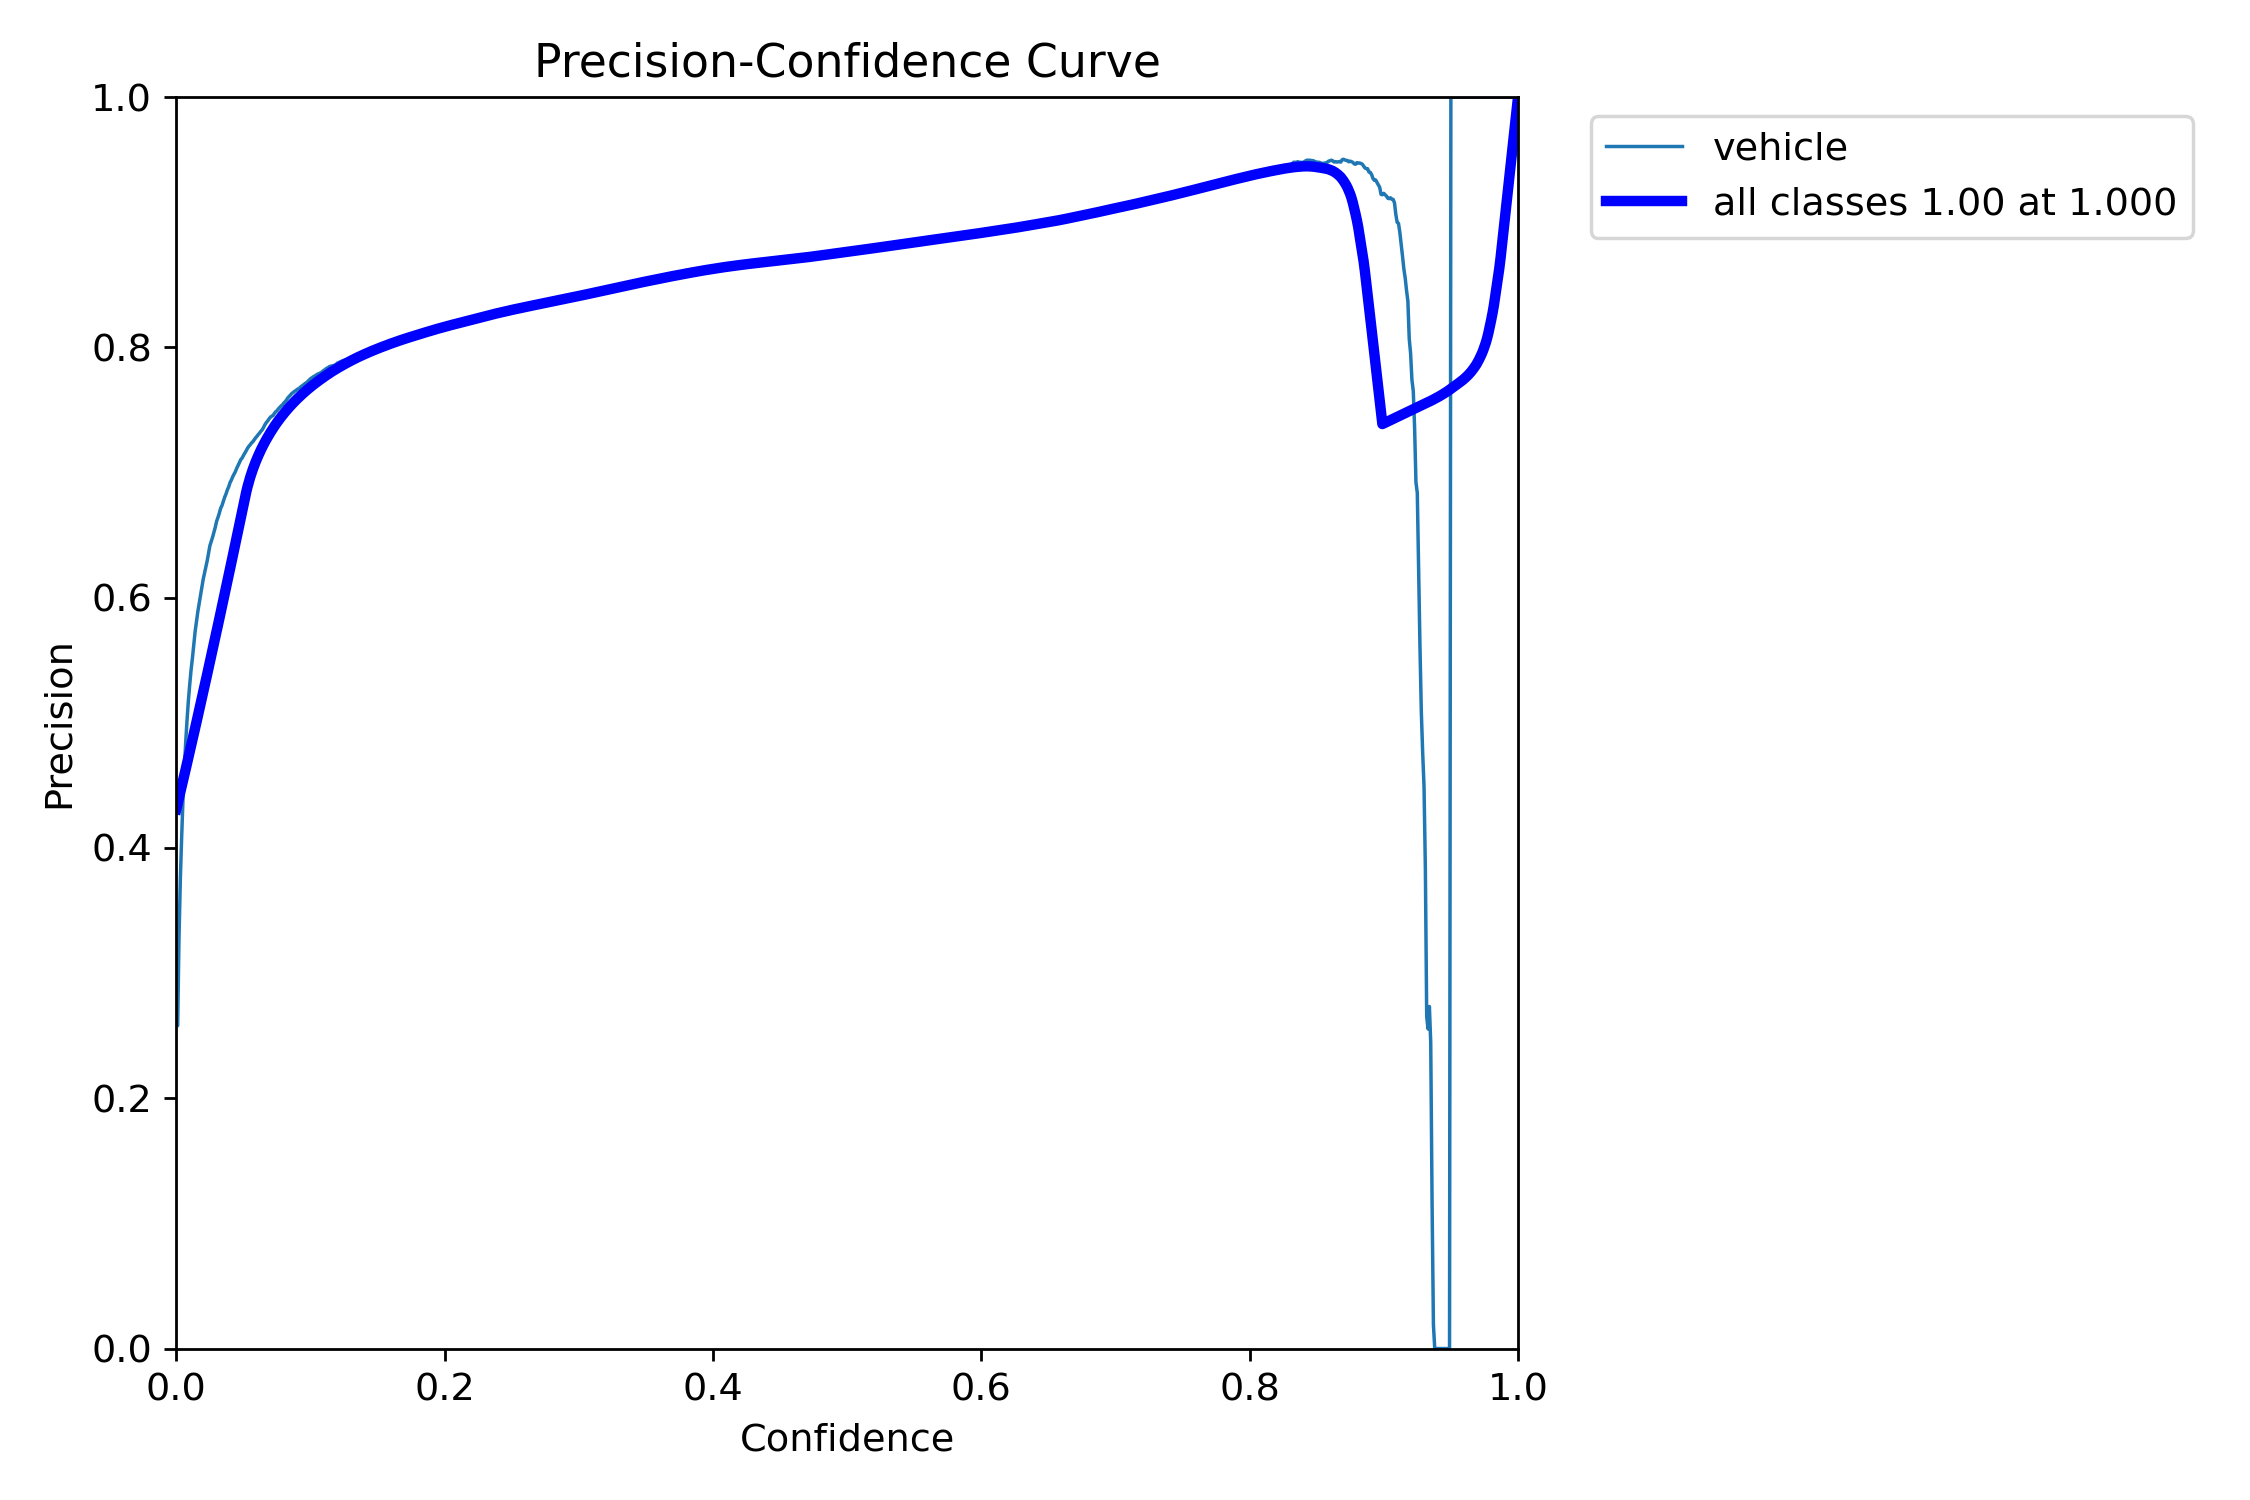 Precision-Confidence Curve
1.0
0.8
0.6
0.4
0.2
0.0
Precision
0.0 0.2 0.4 0.6 0.8 1.0
Confidence
vehicle
all classes 1.00 at 1.000